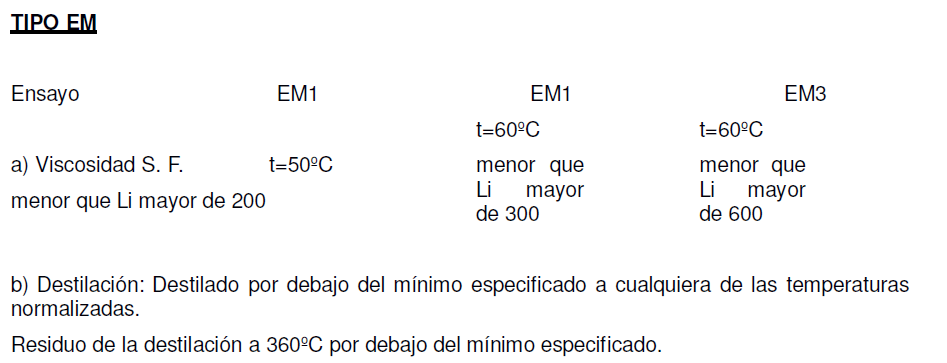 TIPO EM
Ensayo EM1 EM1 EM3
t=60ºC t=60ºC
a) Viscosidad S. F. t=50ºC menor que menor que
menor que Li mayor de 200 Li mayor Li mayor
de 300 de 600
b) Destilación: Destilado por debajo del mínimo especificado a cualquiera de las temperaturas
normalizadas.
Residuo de la destilación a 360ºC por debajo del mínimo especificado.